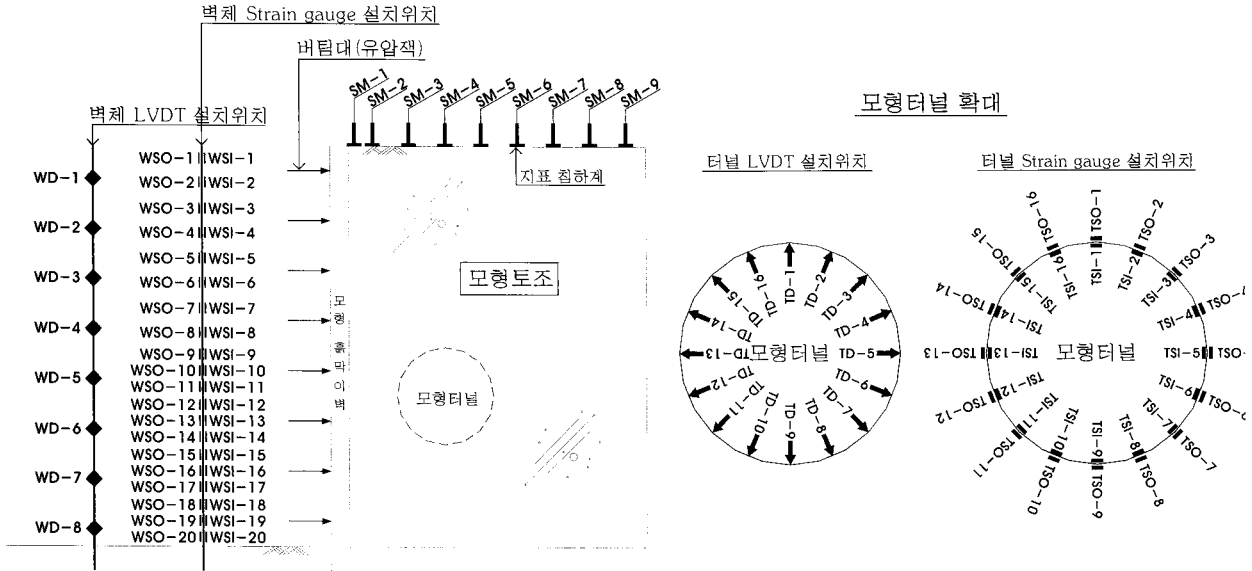 벽체 Strain gauge 설치위치
버팀대(유압잭)
SM-1
SM-2
SM-3
SM-4
SM-5
SM-6
SM-7
SM-8
SM-9
벽체 LVDT 설치위치
지표 침하계
WD-1
WD-2
WD-3
WD-4
WD-5
WD-6
WD-7
WD-8
WSO-1 WSI-1
WSO-2 WSI-2
WSO-3 WSI-3
WSO-4 WSI-4
WSO-5 WSI-5
WSO-6 WSI-6
WSO-7 WSI-7
WSO-8 WSI-8
WSO-9 WSI-9
WSO-10 WSI-10
WSO-11 WSI-11
WSO-12 WSI-12
WSO-13 WSI-13
WSO-14 WSI-14
WSO-15 WSI-15
WSO-16 WSI-16
WSO-17 WSI-17
WSO-18 WSI-18
WSO-19 WSI-19
WSO-20 WSI-20
모형 흙막이벽
모형토조
모형터널
모형터널 확대
터널 LVDT 설치위치
TD-1
TD-2
TD-3
TD-4
TD-5
TD-6
TD-7
TD-8
TD-9
TD-10
TD-11
TD-12
TD-13
TD-14
TD-15
TD-16
모형터널
터널 Strain gauge 설치위치
TSO-1
TSO-2
TSO-3
TSO-7
TSO-8
TSO-9
TSO-10
TSO-11
TSO-12
TSO-13
TSO-14
TSO-15
TSO-16
TSI-1
TSI-2
TSI-3
TSI-4
TSI-5
TSI-6
TSI-7
TSI-8
TSI-9
TSI-10
TSI-11
TSI-12
TSI-13
TSI-14
TSI-15
TSI-16
모형터널